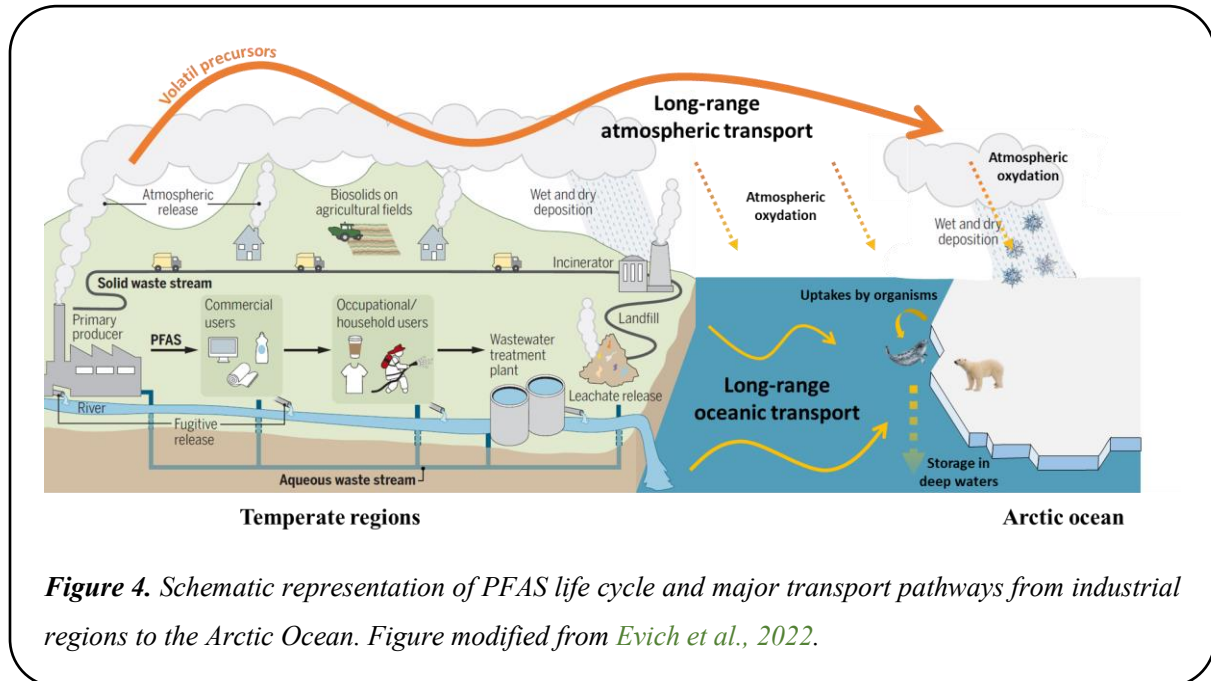 Volatil precursors
Long-range
atmospheric transport
Atmospheric
release
Biosolids on
agricultural fields
Wet and dry
deposition
Atmospheric
oxydation
Atmospheric
oxydation
Wet and dry
deposition
Incinerator
Solid waste stream
Primary
producer
PFAS
Commercial
users
Occupational/
household users
Wastewater
treatment
plant
Landfill
Leachate release
Uptakes by organisms
Long-range
oceanic transport
River
Fugitive
release
Aqueous waste stream
Storage in
deep waters
Temperate regions
Arctic ocean
Figure 4. Schematic representation of PFAS life cycle and major transport pathways from industrial
regions to the Arctic Ocean. Figure modified from Evich et al., 2022.